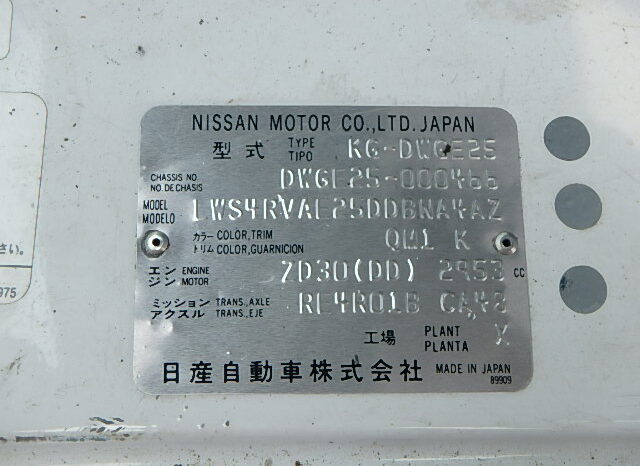 NISSAN MOTOR CO.,LTD. JAPAN
型式 TYPE TIPO KG-DWGE25
CHASSIS NO NO.DE CHASIS DWGE25-000466
MODEL MODELO LWS4RVAE25DDBNA4AZ
カラー COLOR,TRIM トリム COLOR,GUARNICION QM1 K
エンジン ENGINE MOTOR ZD30(DD) 2953 CC
ミッション TRANS.,AXLE アクスル TRANS.,EJE RE4R01B CA48
工場 PLANT PLANTA X
日産自動車株式会社 MADE IN JAPAN
89909
さい。
975